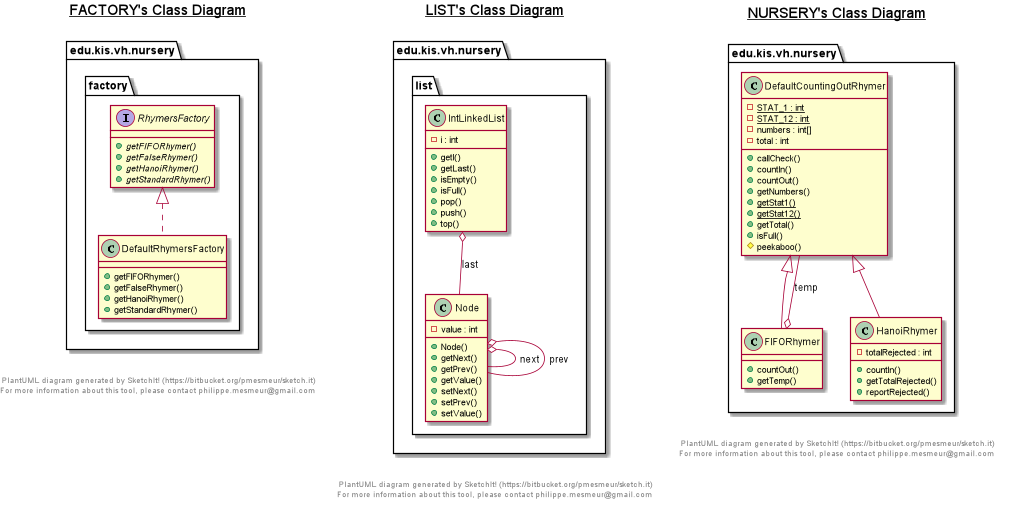 FACTORY's Class Diagram
edu.kis.vh.nursery
factory
I RhymersFactory
getFIFORhymer()
getFalseRhymer()
getHanoiRhymer()
getStandardRhymer()
C DefaultRhymersFactory
getFIFORhymer()
getFalseRhymer()
getHanoiRhymer()
getStandardRhymer()
PlantUML diagram generated by SketchIt! (https://bitbucket.org/pmesmeur/sketch.it)
For more information about this tool, please contact philippe.mesmeur@gmail.com
LIST's Class Diagram
edu.kis.vh.nursery
list
C IntLinkedList
i : int
getI()
getLast()
isEmpty()
isFull()
pop()
push()
top()
last
C Node
value : int
Node()
getNext()
getPrev()
getValue()
setNext()
setPrev()
setValue()
next
prev
PlantUML diagram generated by SketchIt! (https://bitbucket.org/pmesmeur/sketch.it)
For more information about this tool, please contact philippe.mesmeur@gmail.com
NURSERY's Class Diagram
edu.kis.vh.nursery
C DefaultCountingOutRhymer
STAT_1 : int
STAT_12 : int
numbers : int[]
total : int
callCheck()
countIn()
countOut()
getNumbers()
getStat1()
getStat12()
getTotal()
isFull()
peekaboo()
temp
C FIFORhymer
countOut()
getTemp()
C HanoiRhymer
totalRejected : int
countIn()
getTotalRejected()
reportRejected()
PlantUML diagram generated by SketchIt! (https://bitbucket.org/pmesmeur/sketch.it)
For more information about this tool, please contact philippe.mesmeur@gmail.com